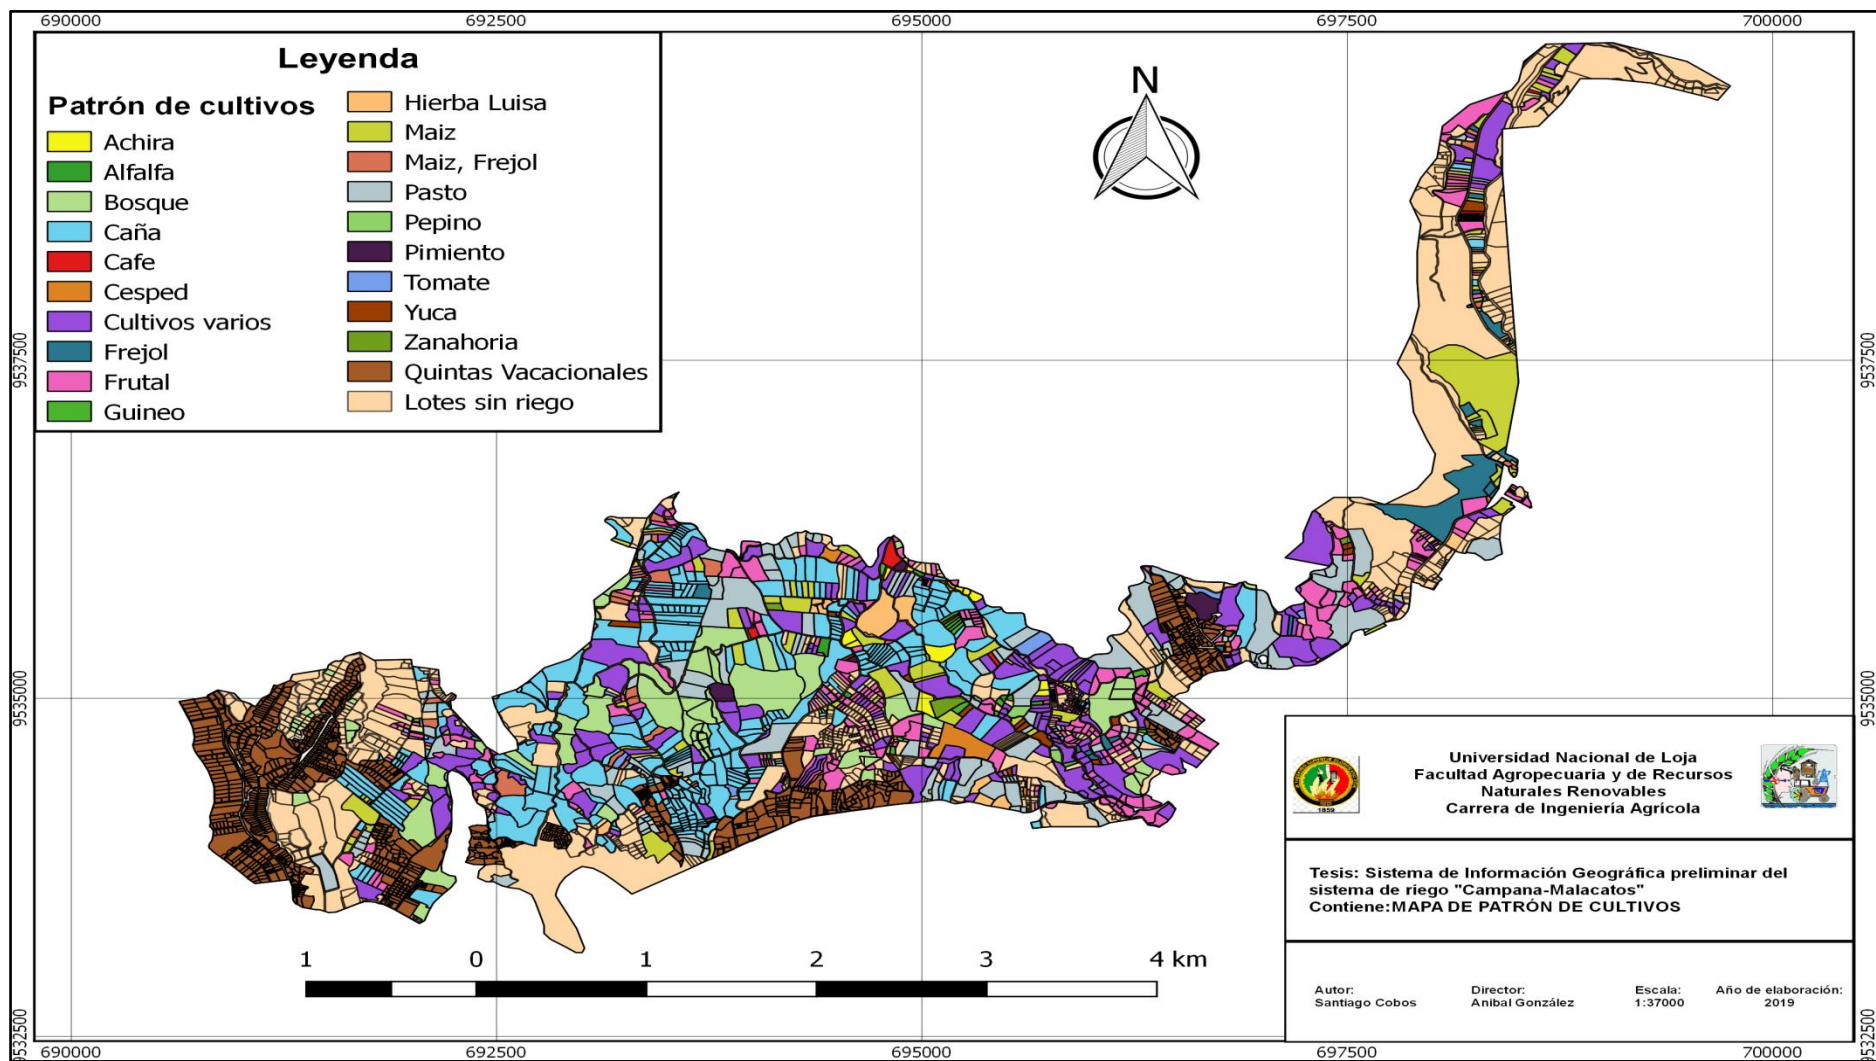 690000
692500
695000
697500
700000
Leyenda
Patrón de cultivos
Achira
Alfalfa
Bosque
Caña
Cafe
Cesped
Cultivos varios
Frejol
Frutal
Guineo
Hierba Luisa
Maiz
Maiz, Frejol
Pasto
Pepino
Pimiento
Tomate
Yuca
Zanahoria
Quintas Vacacionales
Lotes sin riego
N
9537500
9537500
9535000
9535000
9532500
9532500
1 0 1 2 3 4 km
1859
Universidad Nacional de Loja
Facultad Agropecuaria y de Recursos
Naturales Renovables
Carrera de Ingeniería Agrícola
Tesis: Sistema de Información Geográfica preliminar del
sistema de riego "Campana-Malacatos"
Contiene:MAPA DE PATRÓN DE CULTIVOS
Autor:
Santiago Cobos
Director:
Anibal González
Escala:
1:37000
Año de elaboración:
2019
690000
692500
695000
697500
700000